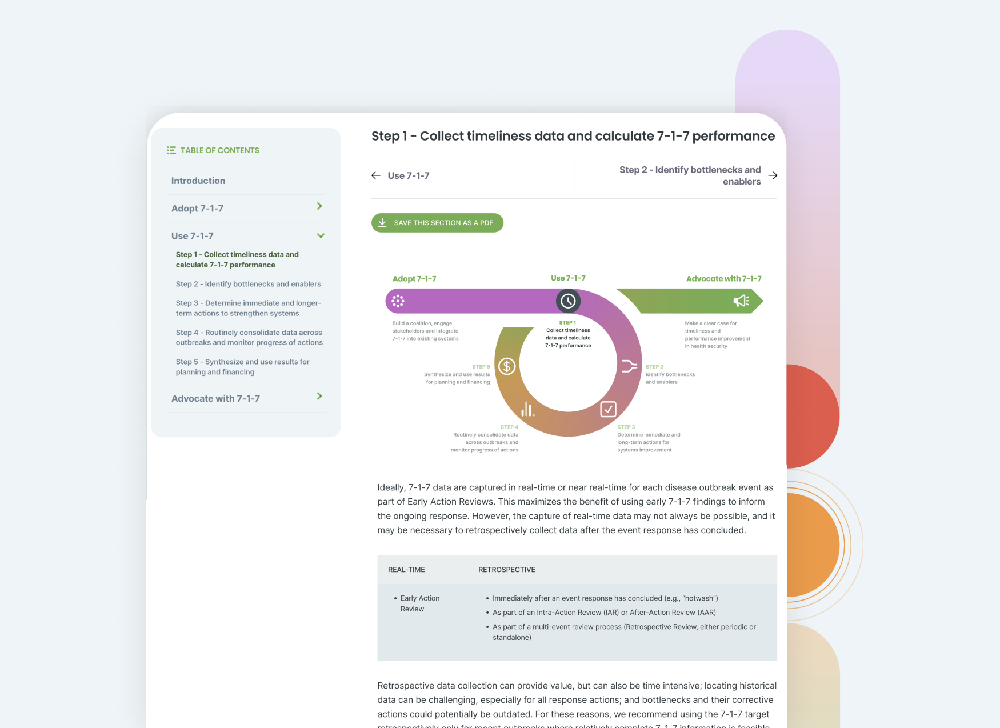 TABLE OF CONTENTS
Introduction
Adopt 7-1-7
Use 7-1-7
Step 1 - Collect timeliness data and
calculate 7-1-7 performance
Step 2 - Identify bottlenecks and enablers
Step 3 - Determine immediate and longer-
term actions to strengthen systems
Step 4 - Routinely consolidate data across
outbreaks and monitor progress of actions
Step 5 - Synthesize and use results for
planning and financing
Advocate with 7-1-7
Step 1 - Collect timeliness data and calculate 7-1-7 performance
Use 7-1-7
Step 2 - Identify bottlenecks and
enablers
SAVE THIS SECTION AS A PDF
Adopt 7-1-7
Use 7-1-7
Advocate with 7-1-7
Build a coalition, engage
stakeholders and integrate
7-1-7 into existing systems
STEP 1
Collect timeliness
data and calculate
7-1-7 performance
Make a clear case for
timeliness and
performance improvement
in health security
STEP 5
Synthesize and use results
for planning and financing
STEP 2
Identify bottlenecks
and enablers
STEP 4
Routinely consolidate data
across outbreaks and
monitor progress of actions
STEP 3
Determine immediate and
long-term actions for
systems improvement
Ideally, 7-1-7 data are captured in real-time or near real-time for each disease outbreak event as
part of Early Action Reviews. This maximizes the benefit of using early 7-1-7 findings to inform
the ongoing response. However, the capture of real-time data may not always be possible, and it
may be necessary to retrospectively collect data after the event response has concluded.
REAL-TIME
RETROSPECTIVE
• Early Action
Review
• Immediately after an event response has concluded (e.g., “hotwash”)
• As part of an Intra-Action Review (IAR) or After-Action Review (AAR)
• As part of a multi-event review process (Retrospective Review, either periodic or
standalone)
Retrospective data collection can provide value, but can also be time intensive; locating historical
data can be challenging, especially for all response actions; and bottlenecks and their corrective
actions could potentially be outdated. For these reasons, we recommend using the 7-1-7 target
retrospectively only for recent outbreaks where relatively complete 7-1-7 information is feasible